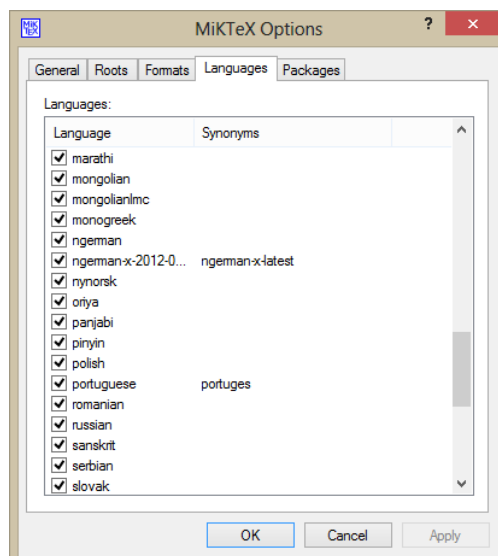 MiKTeX Options
General Roots Formats Languages Packages
Languages:
Language Synonyms
marathi
mongolian
mongolianlmc
monogreek
ngerman
ngerman-x-2012-0... ngerman-x-latest
nynorsk
oriya
panjabi
pinyin
polish
portuguese portuges
romanian
russian
sanskrit
serbian
slovak
OK Cancel Apply